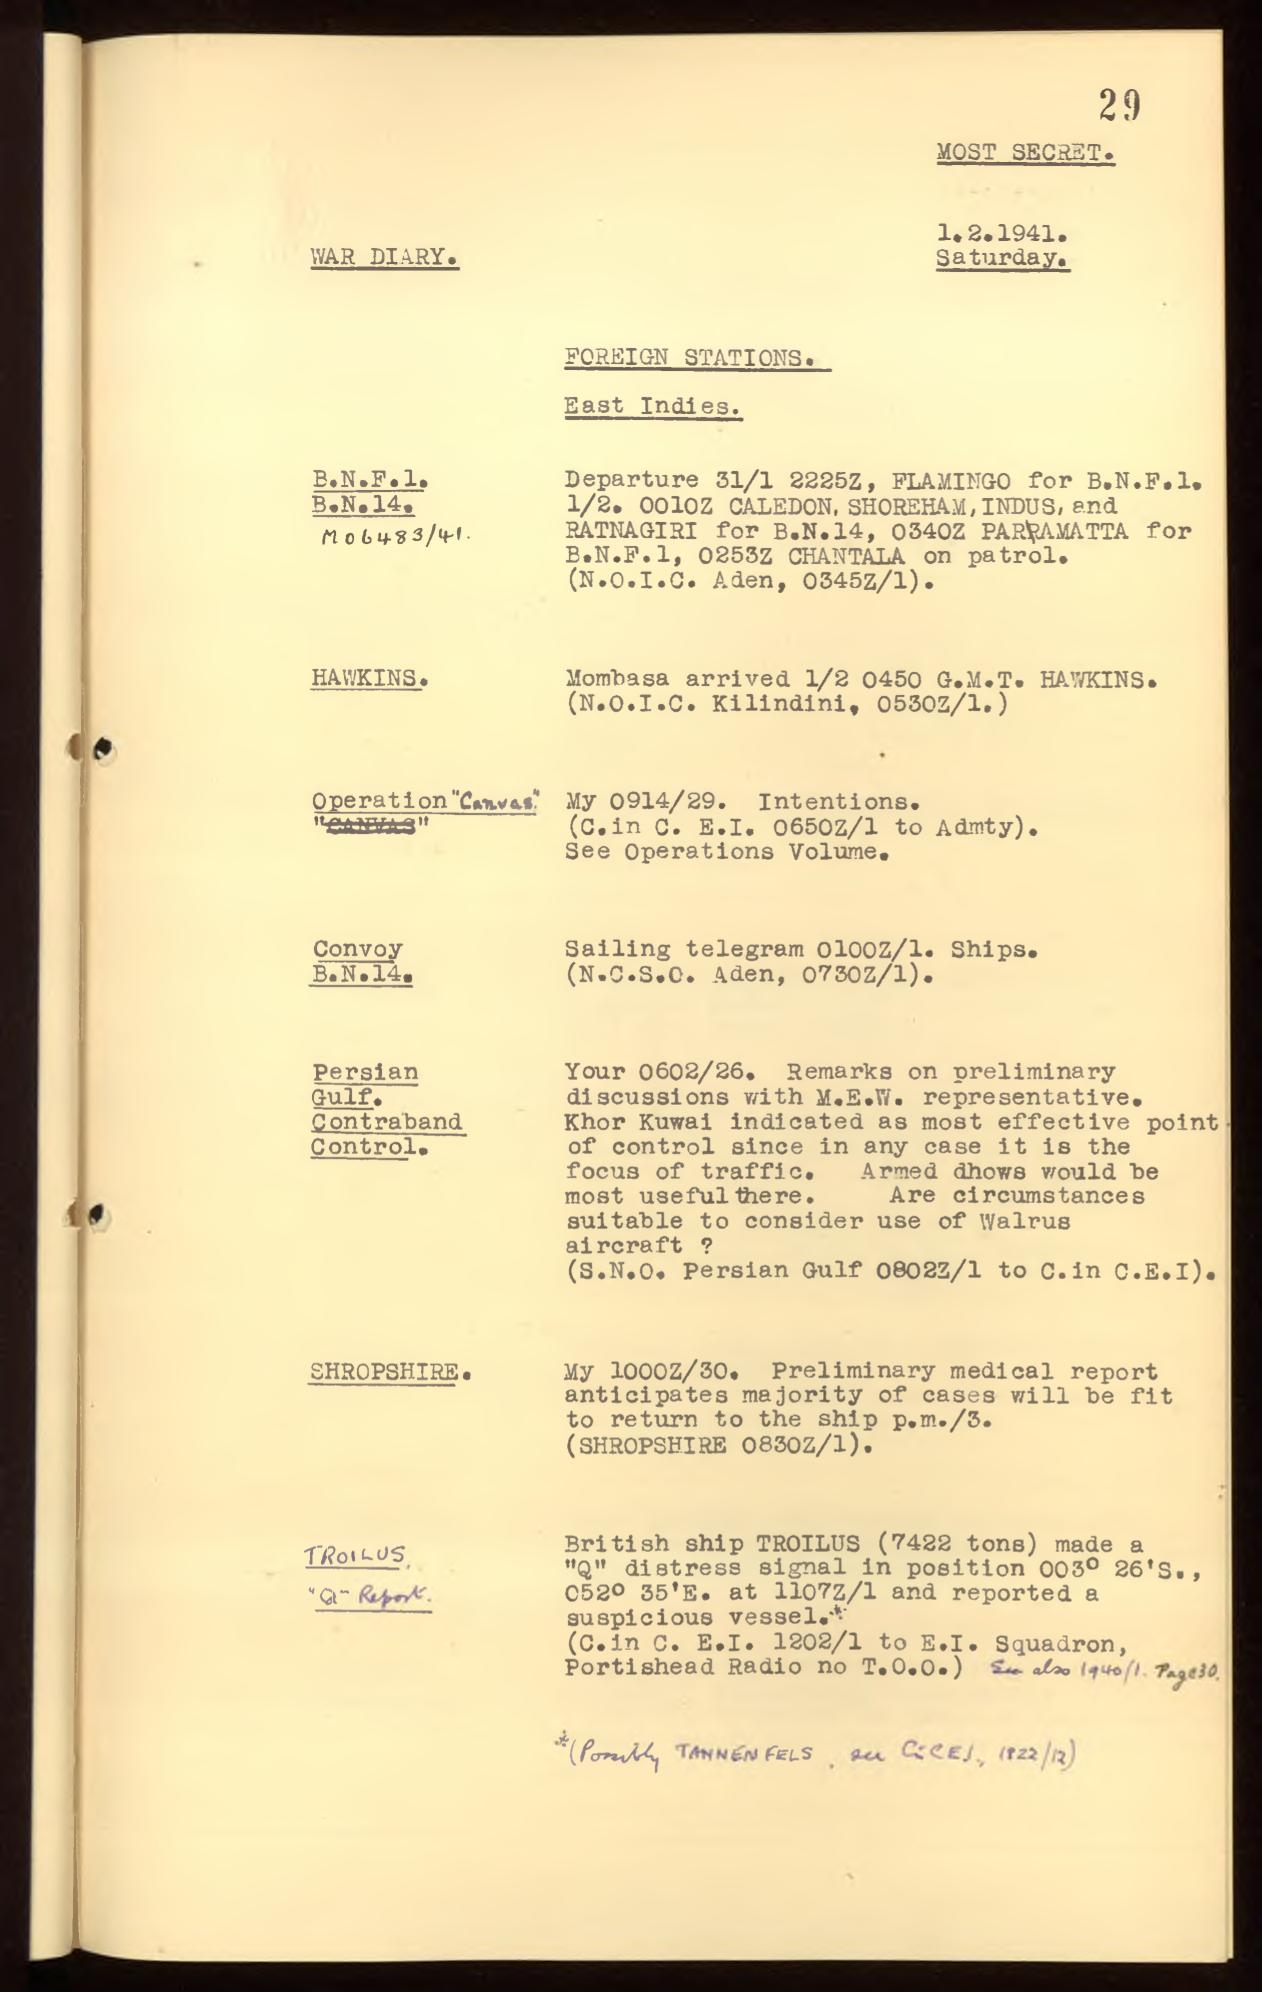 29
MOST SECRET.
1.2.1941.
WAR DIARY.
Saturday.
FOREIGN STATIONS.
East Indies.
B.N.F.1.
B.N.14.
M06483/41.
Departure 31/1 2225Z, FLAMINGO for B.N.F.1.
1/2. 0010Z CALEDON, SHOREHAM, INDUS, and
RATNAGIRI for B.N.14, 0340Z PARRAMATTA for
B.N.F.1, 0253Z CHANTALA on patrol.
(N.O.I.C. Aden, 0345Z/1).
HAWKINS.
Mombasa arrived 1/2 0450 G.M.T. HAWKINS.
(N.O.I.C. Kilindini, 0530Z/1.)
Operation "Canvas"
"CANVAS"
My 0914/29. Intentions.
(C.in C. E.I. 0650Z/1 to Admty).
See Operations Volume.
Convoy
B.N.14.
Sailing telegram 0100Z/1. Ships.
(N.C.S.O. Aden, 0730Z/1).
Persian
Gulf.
Contraband
Control.
Your 0602/26. Remarks on preliminary
discussions with M.E.W. representative.
Khor Kuwai indicated as most effective point
of control since in any case it is the
focus of traffic. Armed dhows would be
most useful there. Are circumstances
suitable to consider use of Walrus
aircraft ?
(S.N.O. Persian Gulf 0802Z/1 to C.in C.E.I).
SHROPSHIRE.
My 1000Z/30. Preliminary medical report
anticipates majority of cases will be fit
to return to the ship p.m./3.
(SHROPSHIRE 0830Z/1).
TROILUS.
"Q" Report.
British ship TROILUS (7422 tons) made a
"Q" distress signal in position 003° 26'S.,
052° 35'E. at 1107Z/1 and reported a
suspicious vessel.*
(C.in C. E.I. 1202/1 to E.I. Squadron,
Portishead Radio no T.O.O.) See also 1940/1. Page 30.
*(Possibly TANNENFELS, see CinCEI, 1822/12)